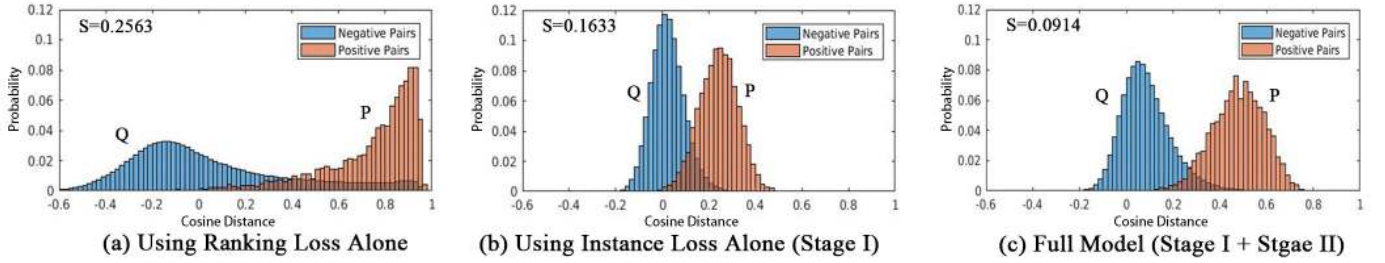 S=0.2563
Negative Pairs
Positive Pairs
Q
P
Probability
0.12
0.1
0.08
0.06
0.04
0.02
0
-0.6 -0.4 -0.2 0 0.2 0.4 0.6 0.8 1
Cosine Distance
(a) Using Ranking Loss Alone
S=0.1633
Negative Pairs
Positive Pairs
Q
P
Probability
0.12
0.1
0.08
0.06
0.04
0.02
0
-0.6 -0.4 -0.2 0 0.2 0.4 0.6 0.8 1
Cosine Distance
(b) Using Instance Loss Alone (Stage I)
S=0.0914
Negative Pairs
Positive Pairs
Q
P
Probability
0.12
0.1
0.08
0.06
0.04
0.02
0
-0.6 -0.4 -0.2 0 0.2 0.4 0.6 0.8 1
Cosine Distance
(c) Full Model (Stage I + Stgae II)